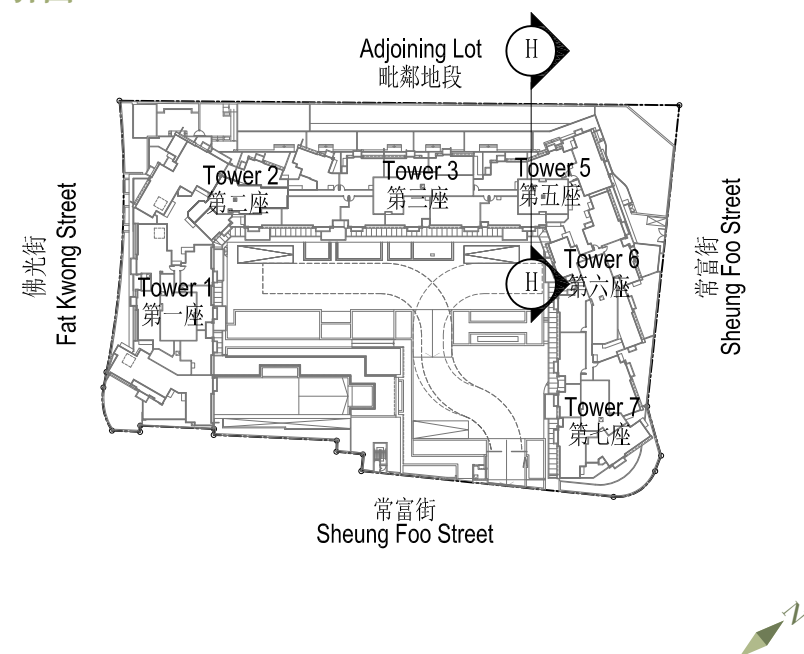 Adjoining Lot
毗鄰地段
H
Tower 2
第二座
Tower 3
第三座
Tower 5
第五座
佛光街
Fat Kwong Street
常富街
Sheung Foo Street
Tower 1
第一座
H
Tower 6
第六座
Tower 7
第七座
常富街
Sheung Foo Street
N